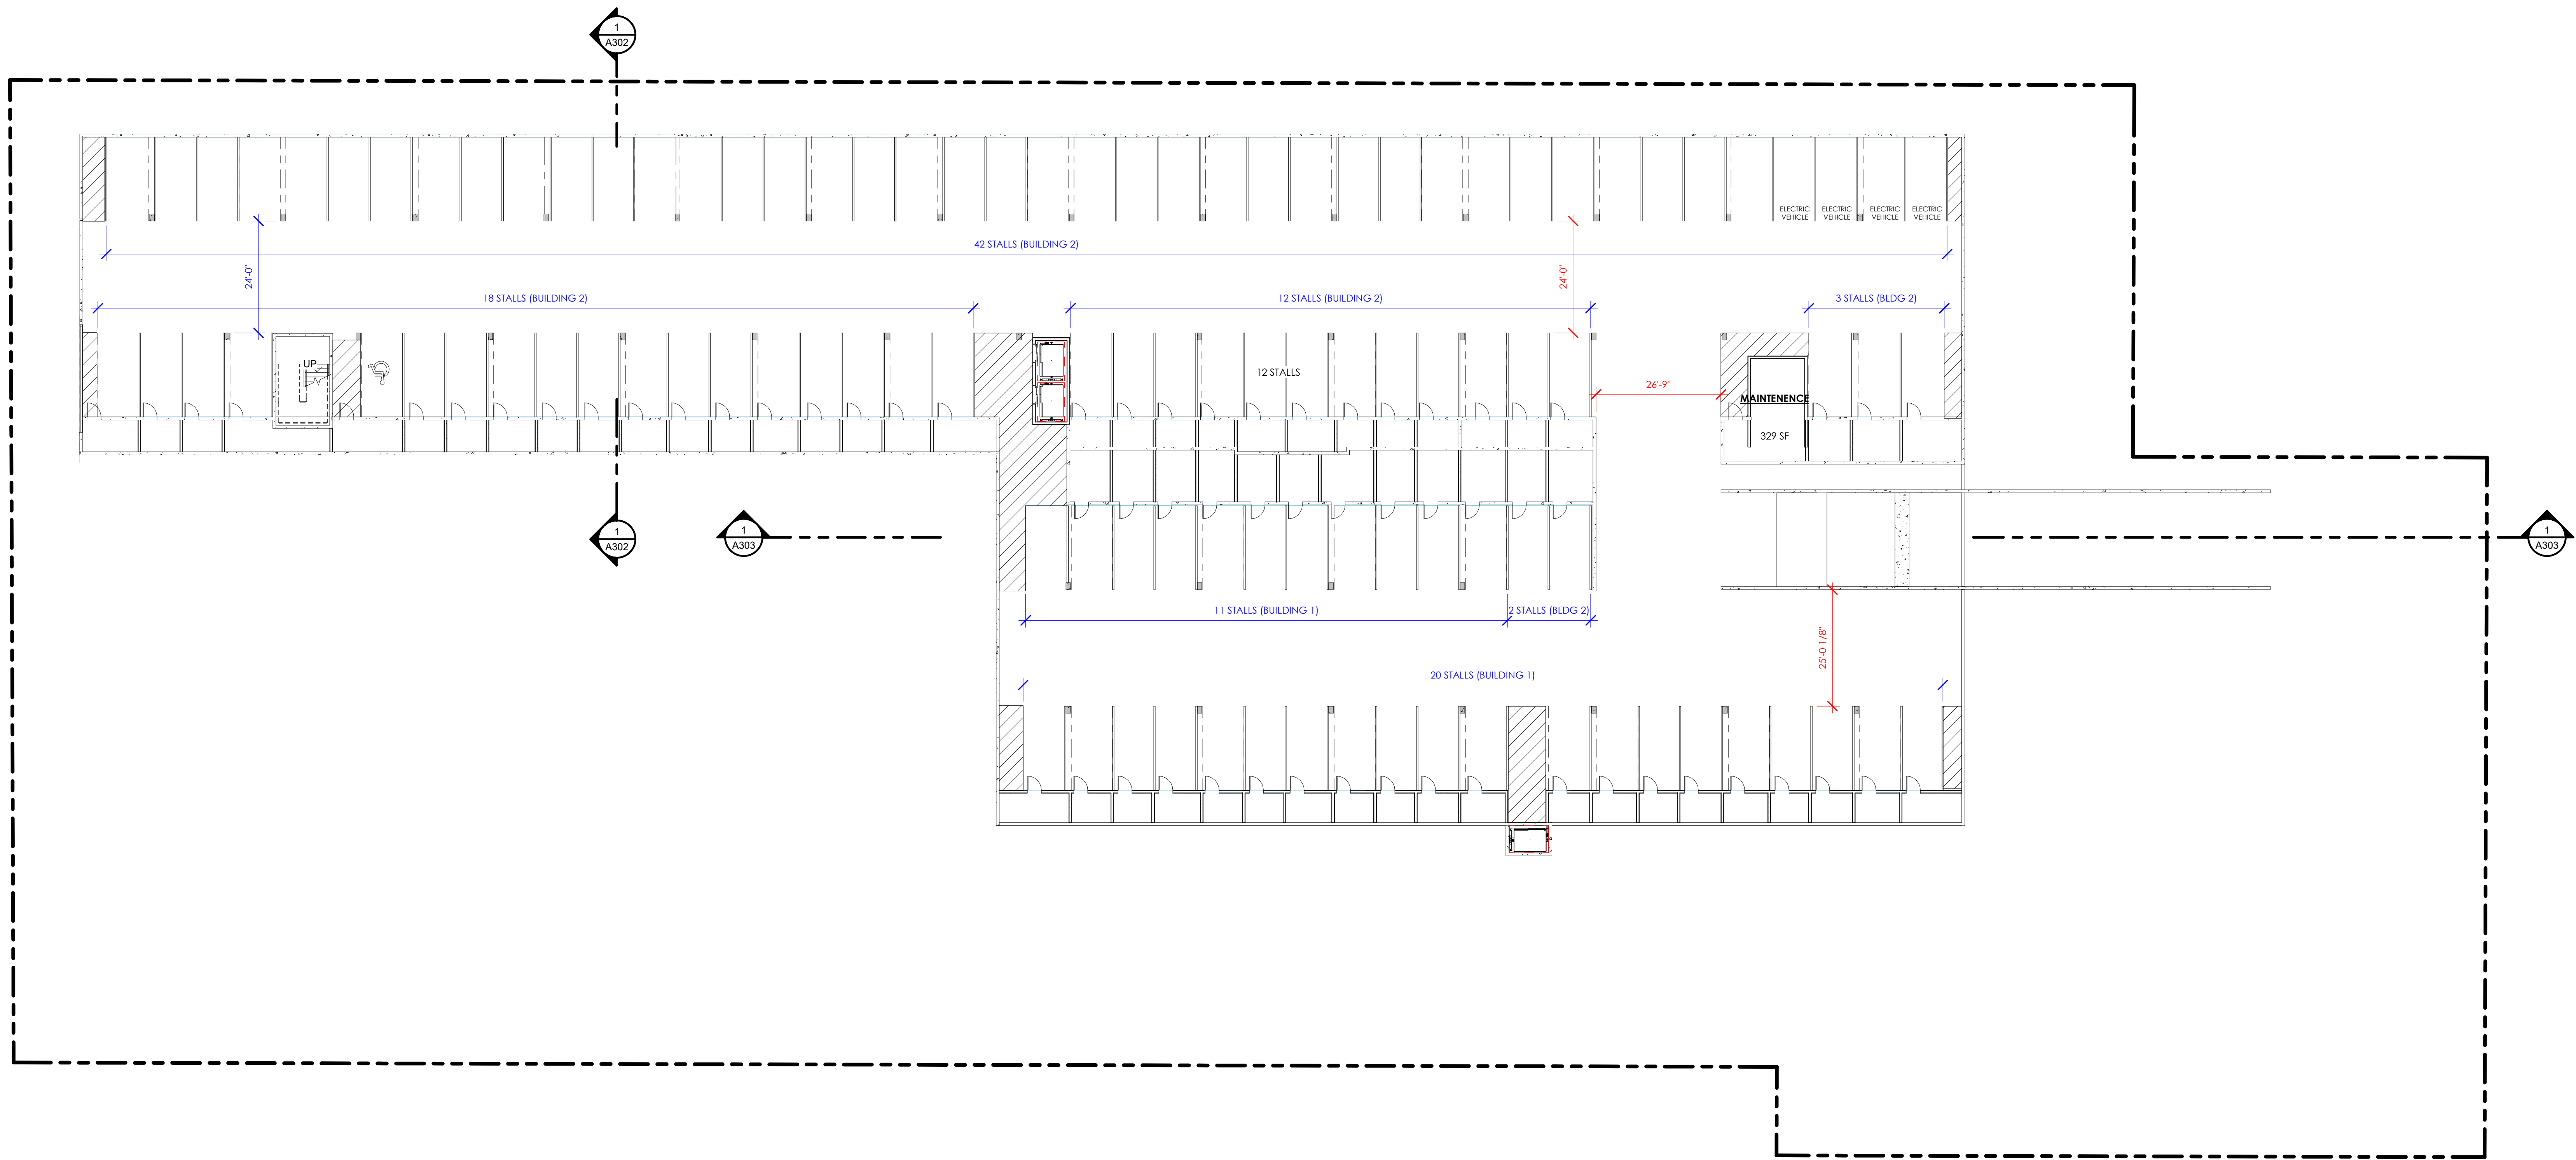 1
A302
ELECTRIC
VEHICLE
ELECTRIC
VEHICLE
ELECTRIC
VEHICLE
ELECTRIC
VEHICLE
42 STALLS (BUILDING 2)
24'-0"
24'-0"
18 STALLS (BUILDING 2)
12 STALLS (BUILDING 2)
3 STALLS (BLDG 2)
UP
12 STALLS
26'-9"
MAINTENENCE
329 SF
1
A302
1
A303
1
A303
11 STALLS (BUILDING 1)
2 STALLS (BLDG 2)
25'-0 1/8"
20 STALLS (BUILDING 1)